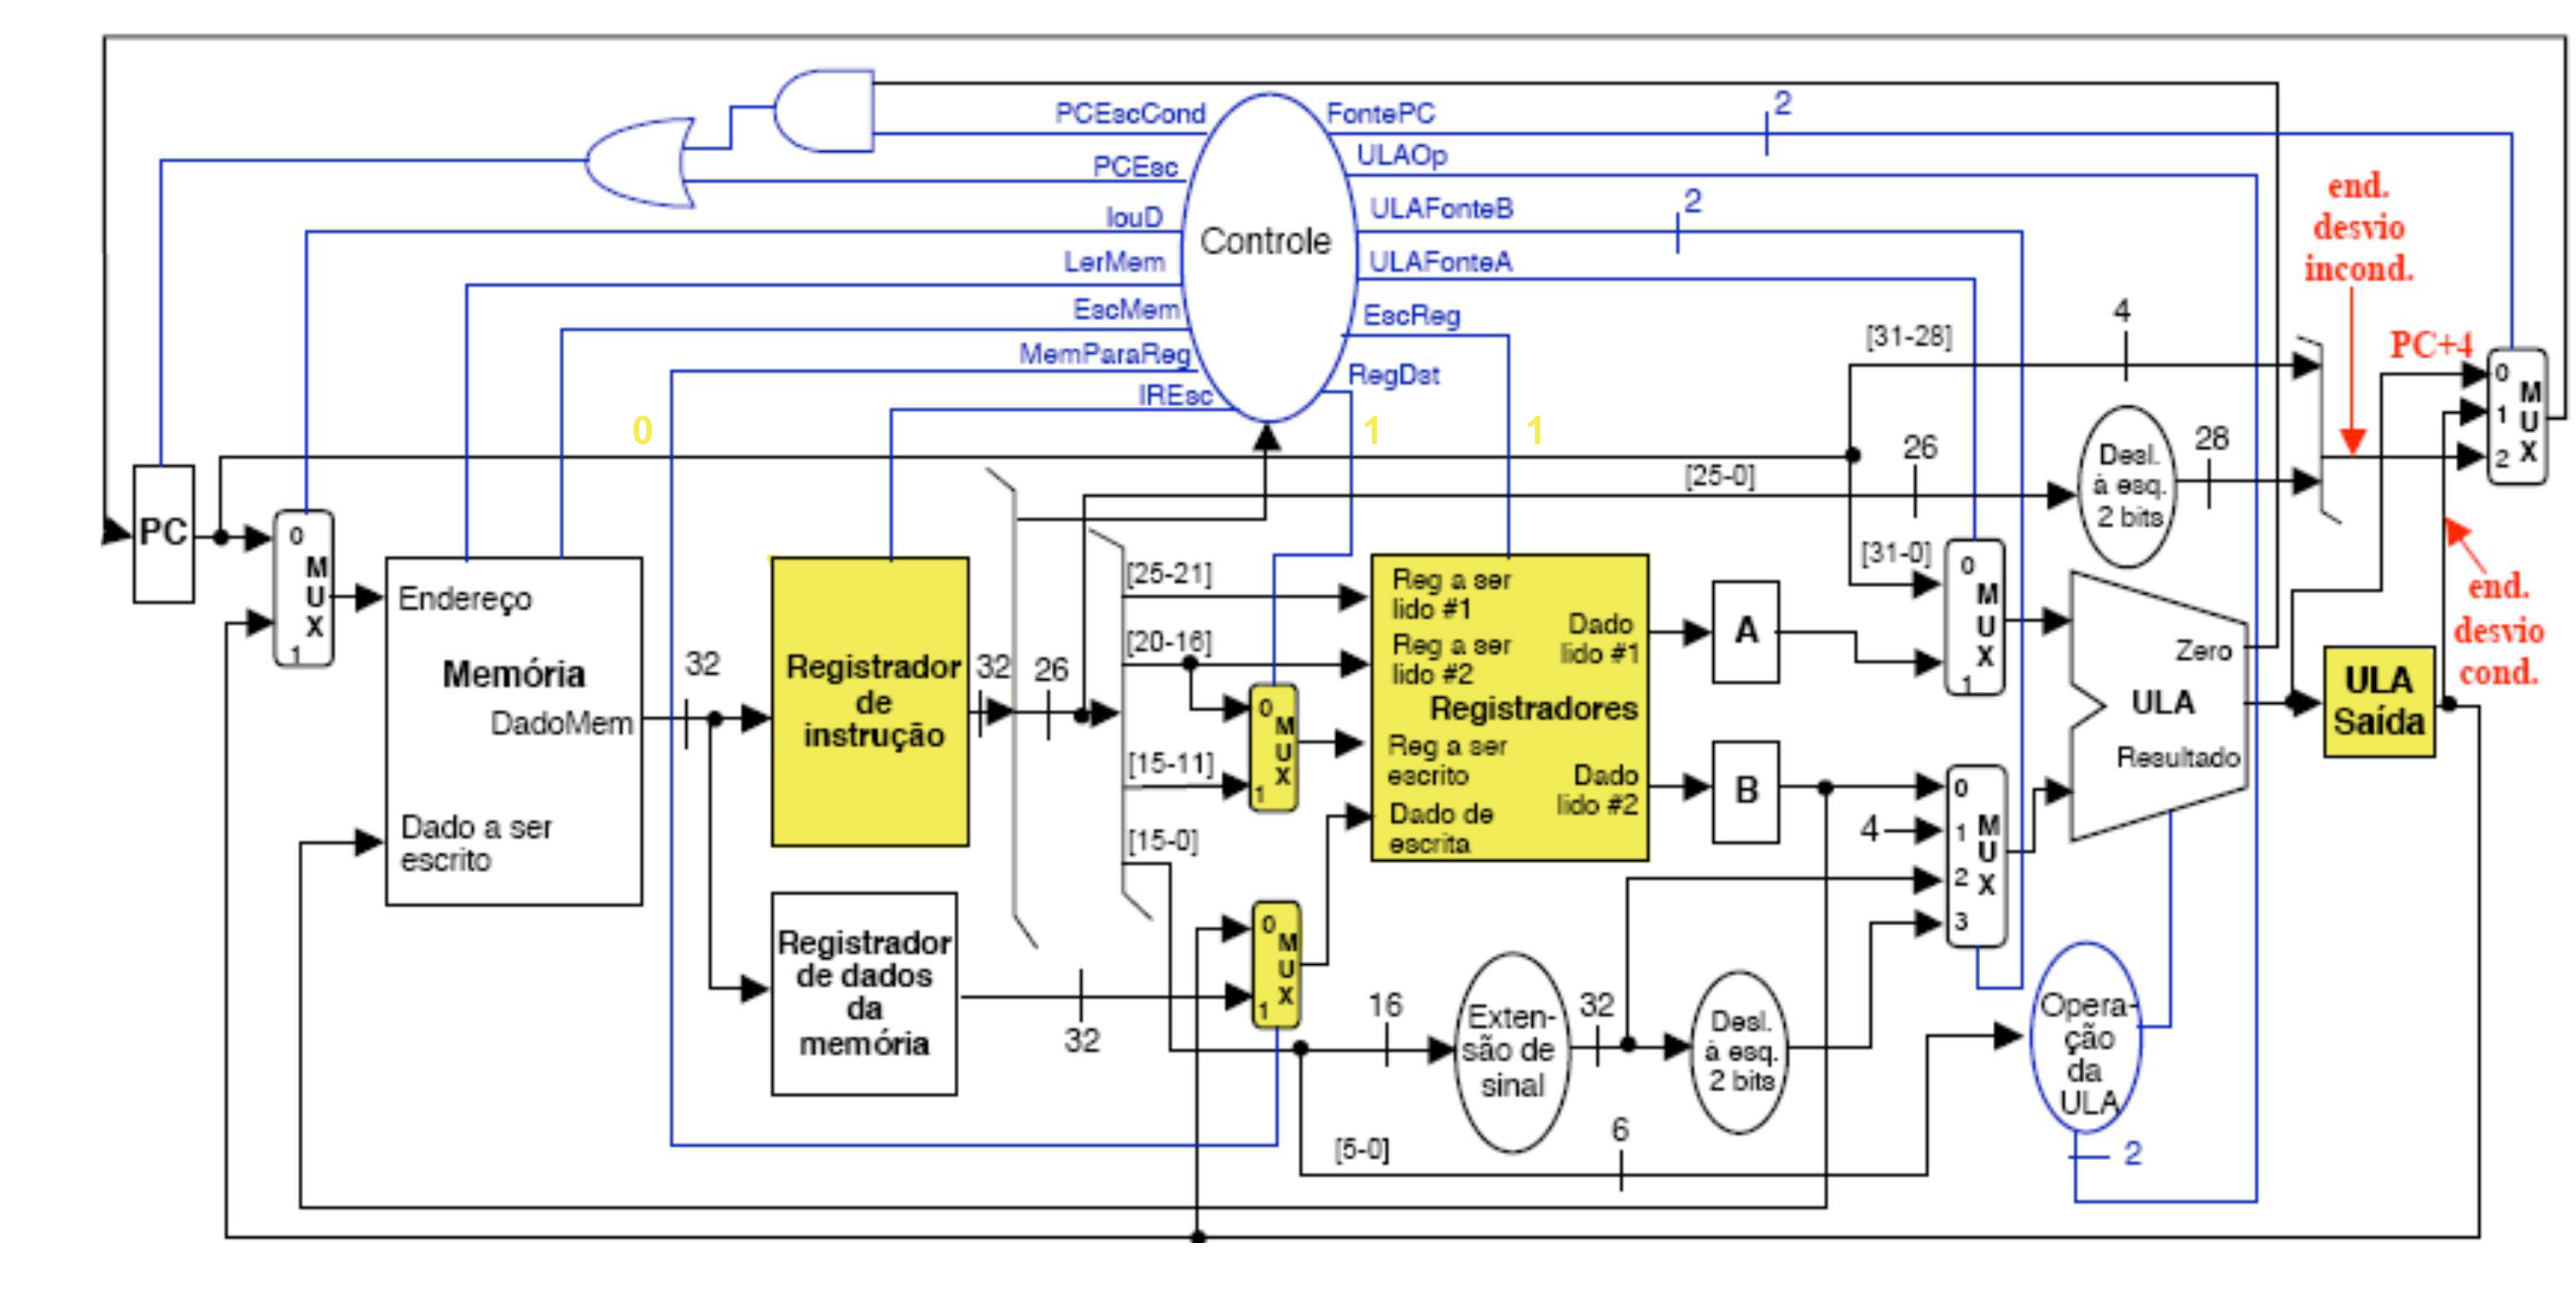 PCEscCond
FontePC
2
PCEsc
ULAOp
IouD
ULAFonteB
2
Controle
LerMem
ULAFonteA
EscMem
EscReg
MemParaReg
RegDst
IREsc
0
1
1
end.
desvio
incond.
PC+4
[31-28]
4
26
[25-0]
Desl.
à esq.
2 bits
28
0
1
2
M
U
X
PC
0
M
U
X
1
Endereço
Memória
DadoMem
Dado a ser
escrito
32
Registrador
de
instrução
32
26
[25-21]
[20-16]
[15-11]
[15-0]
0
M
U
X
1
Reg a ser
lido #1
Reg a ser
lido #2
Registradores
Reg a ser
escrito
Dado de
escrita
Dado
lido #1
Dado
lido #2
A
B
[31-0]
0
M
U
X
1
4
0
1
2
3
M
U
X
Zero
ULA
Resultado
ULA
Saída
end.
desvio
cond.
Registrador
de dados
da
memória
32
0
M
U
X
1
16
Exten-
são de
sinal
32
Desl.
à esq.
2 bits
Opera-
ção
da
ULA
[5-0]
6
2